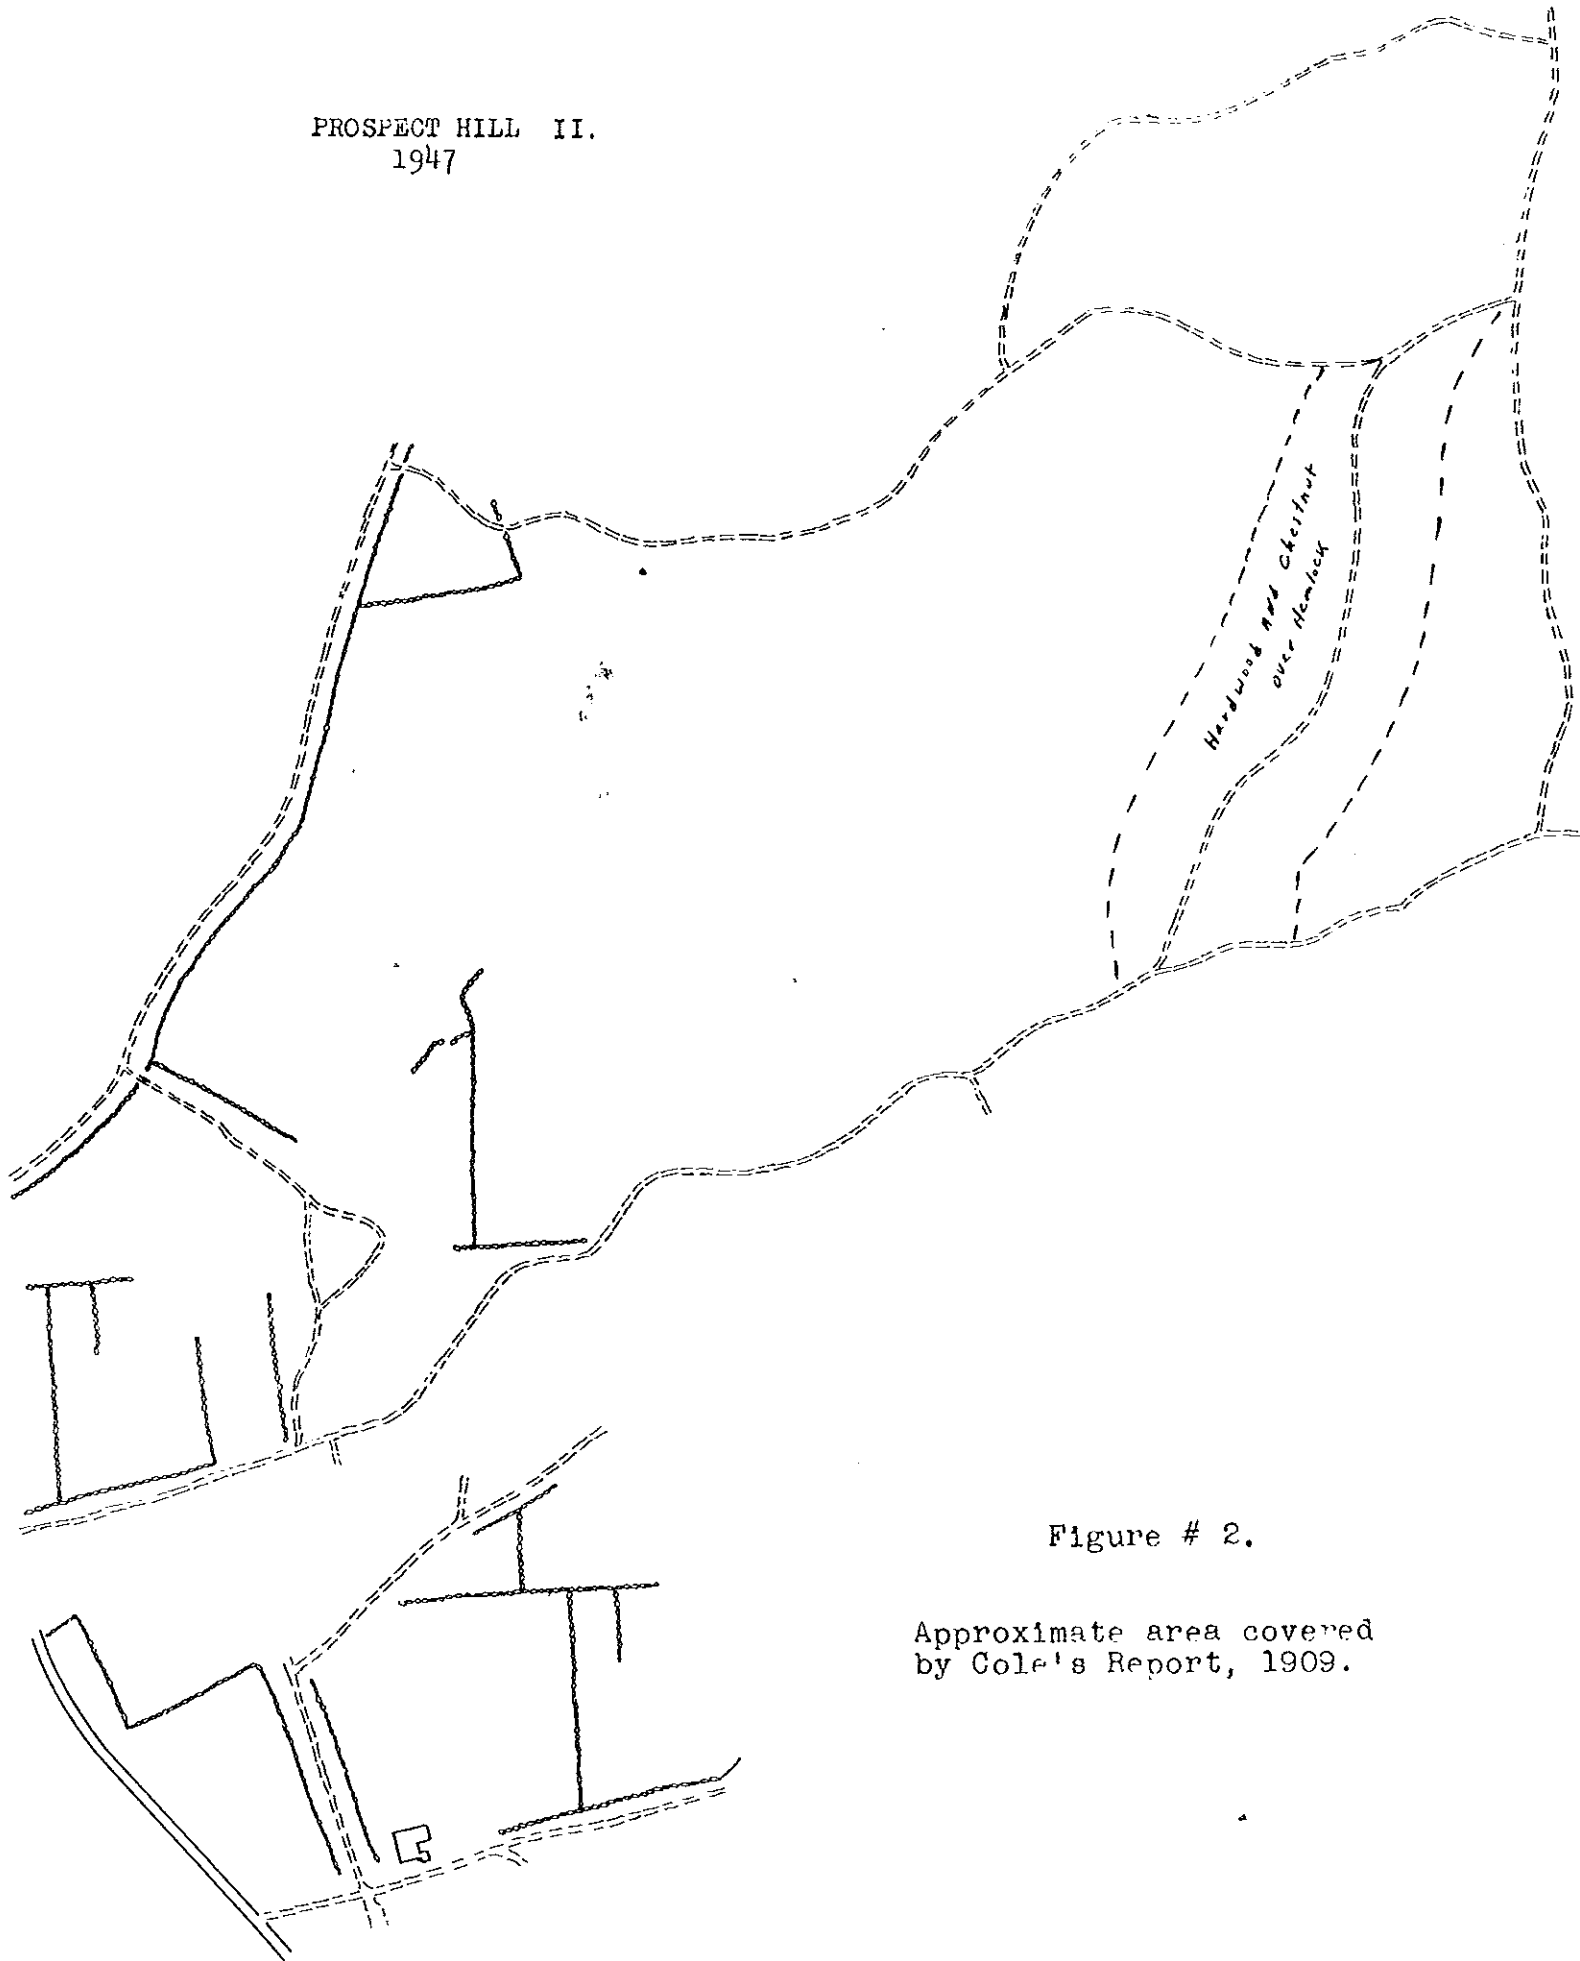 PROSPECT HILL II.
1947
Hardwood and Chestnut
over Hemlock
Figure # 2.
Approximate area covered
by Cole's Report, 1909.